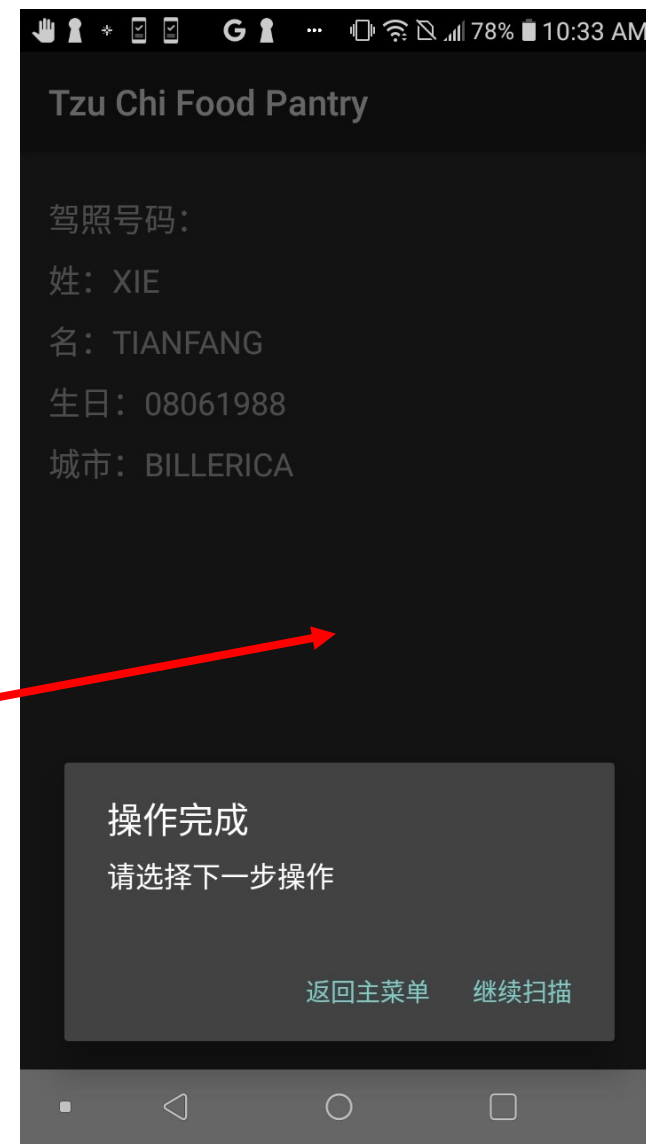 G ... 78% 10:33 AM
Tzu Chi Food Pantry
驾照号码：
姓：XIE
名：TIANFANG
生日：08061988
城市：BILLERICA
操作完成
请选择下一步操作
返回主菜单 继续扫描